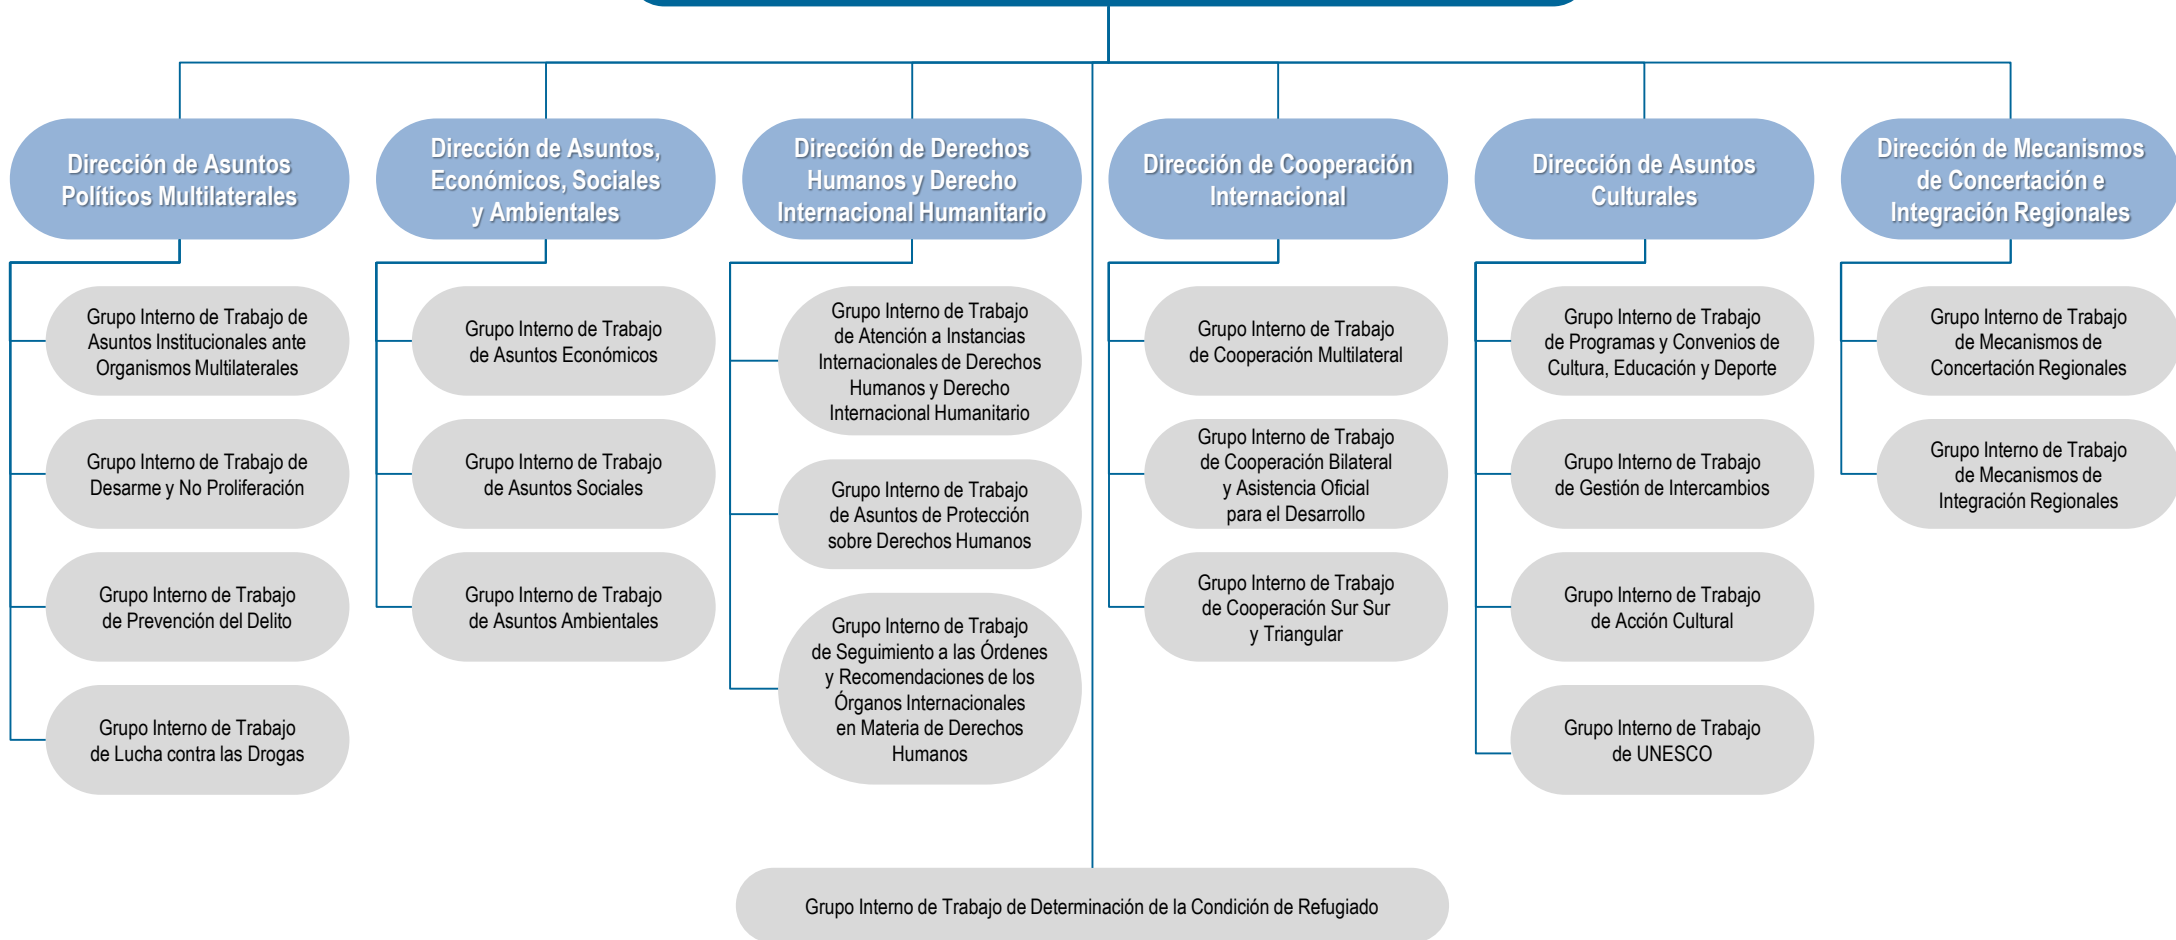 Dirección de Asuntos
Políticos Multilaterales
Dirección de Asuntos,
Económicos, Sociales
y Ambientales
Dirección de Derechos
Humanos y Derecho
Internacional Humanitario
Dirección de Cooperación
Internacional
Dirección de Asuntos
Culturales
Dirección de Mecanismos
de Concertación e
Integración Regionales
Grupo Interno de Trabajo de
Asuntos Institucionales ante
Organismos Multilaterales
Grupo Interno de Trabajo de
Desarme y No Proliferación
Grupo Interno de Trabajo
de Prevención del Delito
Grupo Interno de Trabajo
de Lucha contra las Drogas
Grupo Interno de Trabajo
de Asuntos Económicos
Grupo Interno de Trabajo
de Asuntos Sociales
Grupo Interno de Trabajo
de Asuntos Ambientales
Grupo Interno de Trabajo
de Atención a Instancias
Internacionales de Derechos
Humanos y Derecho
Internacional Humanitario
Grupo Interno de Trabajo
de Asuntos de Protección
sobre Derechos Humanos
Grupo Interno de Trabajo
de Seguimiento a las Órdenes
y Recomendaciones de los
Órganos Internacionales
en Materia de Derechos
Humanos
Grupo Interno de Trabajo
de Cooperación Multilateral
Grupo Interno de Trabajo
de Cooperación Bilateral
y Asistencia Oficial
para el Desarrollo
Grupo Interno de Trabajo
de Cooperación Sur Sur
y Triangular
Grupo Interno de Trabajo
de Programas y Convenios de
Cultura, Educación y Deporte
Grupo Interno de Trabajo
de Gestión de Intercambios
Grupo Interno de Trabajo
de Acción Cultural
Grupo Interno de Trabajo
de UNESCO
Grupo Interno de Trabajo
de Mecanismos de
Concertación Regionales
Grupo Interno de Trabajo
de Mecanismos de
Integración Regionales
Grupo Interno de Trabajo de Determinación de la Condición de Refugiado